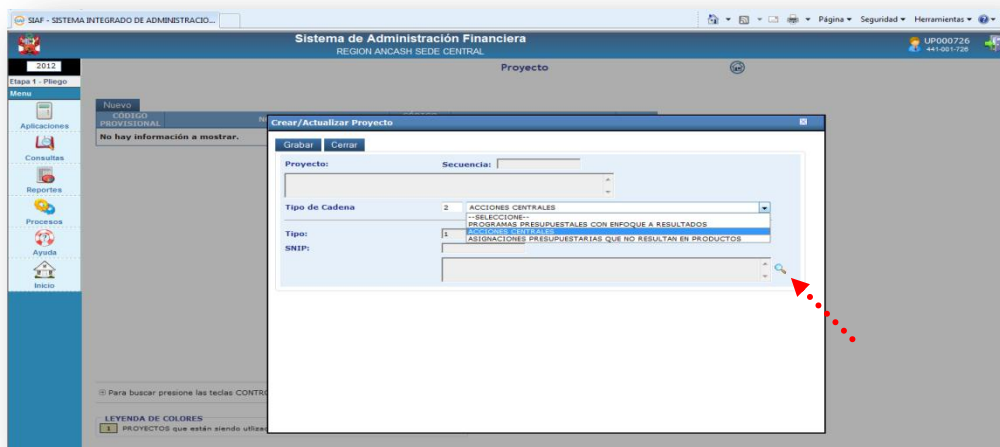 SIAF - SISTEMA INTEGRADO DE ADMINISTRACIO...
Página Seguridad Herramientas
Sistema de Administración Financiera
REGION ANCASH SEDE CENTRAL
UP000726
441-001-726
2012
Proyecto
Etapa 1 - Pliego
Menu
Aplicaciones
Consultas
Reportes
Procesos
Ayuda
Inicio
Nuevo
CÓDIGO
PROVISIONAL
No hay información a mostrar.
Crear/Actualizar Proyecto
Grabar Cerrar
Proyecto: Secuencia:
Tipo de Cadena 2 ACCIONES CENTRALES
--SELECCIONE--
PROGRAMAS PRESUPUESTALES CON ENFOQUE A RESULTADOS
ACCIONES CENTRALES
ASIGNACIONES PRESUPUESTARIAS QUE NO RESULTAN EN PRODUCTOS
Tipo: 1
SNIP:
Para buscar presione las teclas CONTRO
LEYENDA DE COLORES
1 PROYECTOS que están siendo utiliza